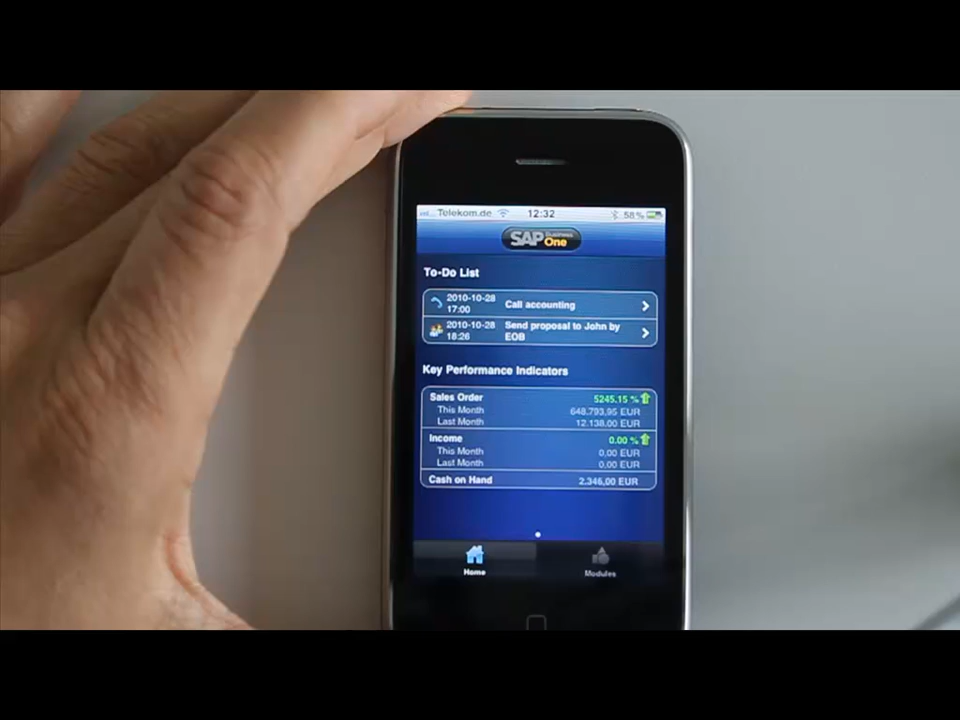 Telekom.de 12:32 58%
SAP Business One
To-Do List
2010-10-28 17:00 Call accounting
2010-10-28 18:26 Send proposal to John by EOB
Key Performance Indicators
Sales Order 5245.15 %
This Month 648.793,95 EUR
Last Month 12.138,00 EUR
Income 0.00 %
This Month 0,00 EUR
Last Month 0,00 EUR
Cash on Hand 2.346,00 EUR
Home Modules